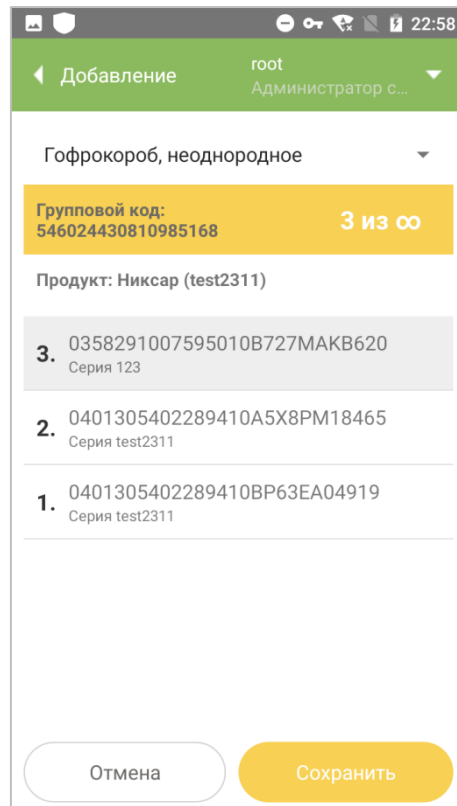 22:58
Добавление
root
Администратор с...
Гофрокороб, неоднородное
Групповой код:
546024430810985168
3 из ∞
Продукт: Никсар (test2311)
3. 0358291007595010B727MAKB620
Серия 123
2. 0401305402289410A5X8PM18465
Серия test2311
1. 0401305402289410BP63EA04919
Серия test2311
Отмена
Сохранить